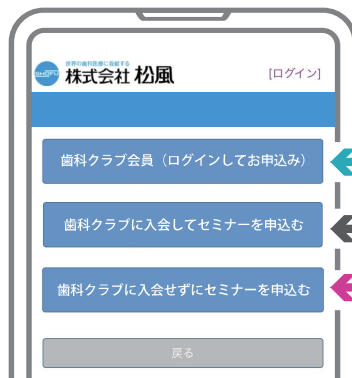 世界の歯科医療に貢献する
SHOFU
株式会社 松風
[ログイン]
歯科クラブ会員（ログインしてお申込み）
歯科クラブに入会してセミナーを申込む
歯科クラブに入会せずにセミナーを申込む
戻る